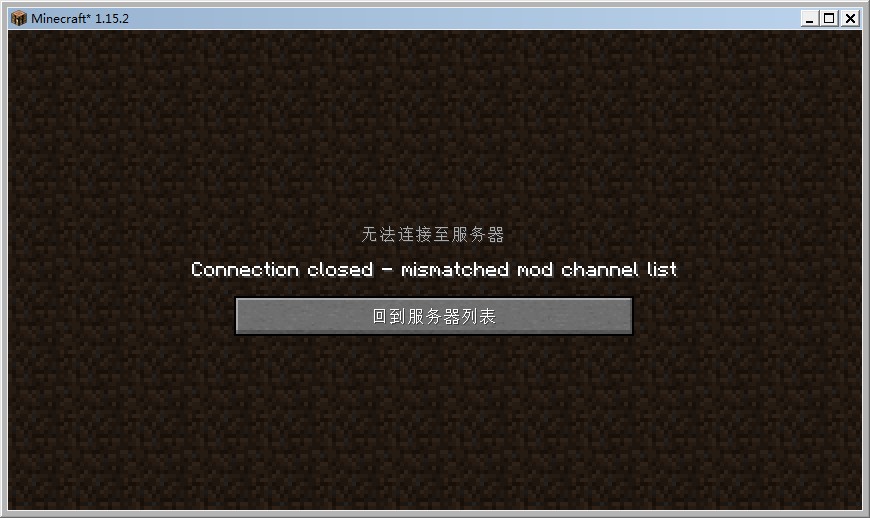 Minecraft* 1.15.2
无法连接至服务器
Connection closed - mismatched mod channel list
回到服务器列表